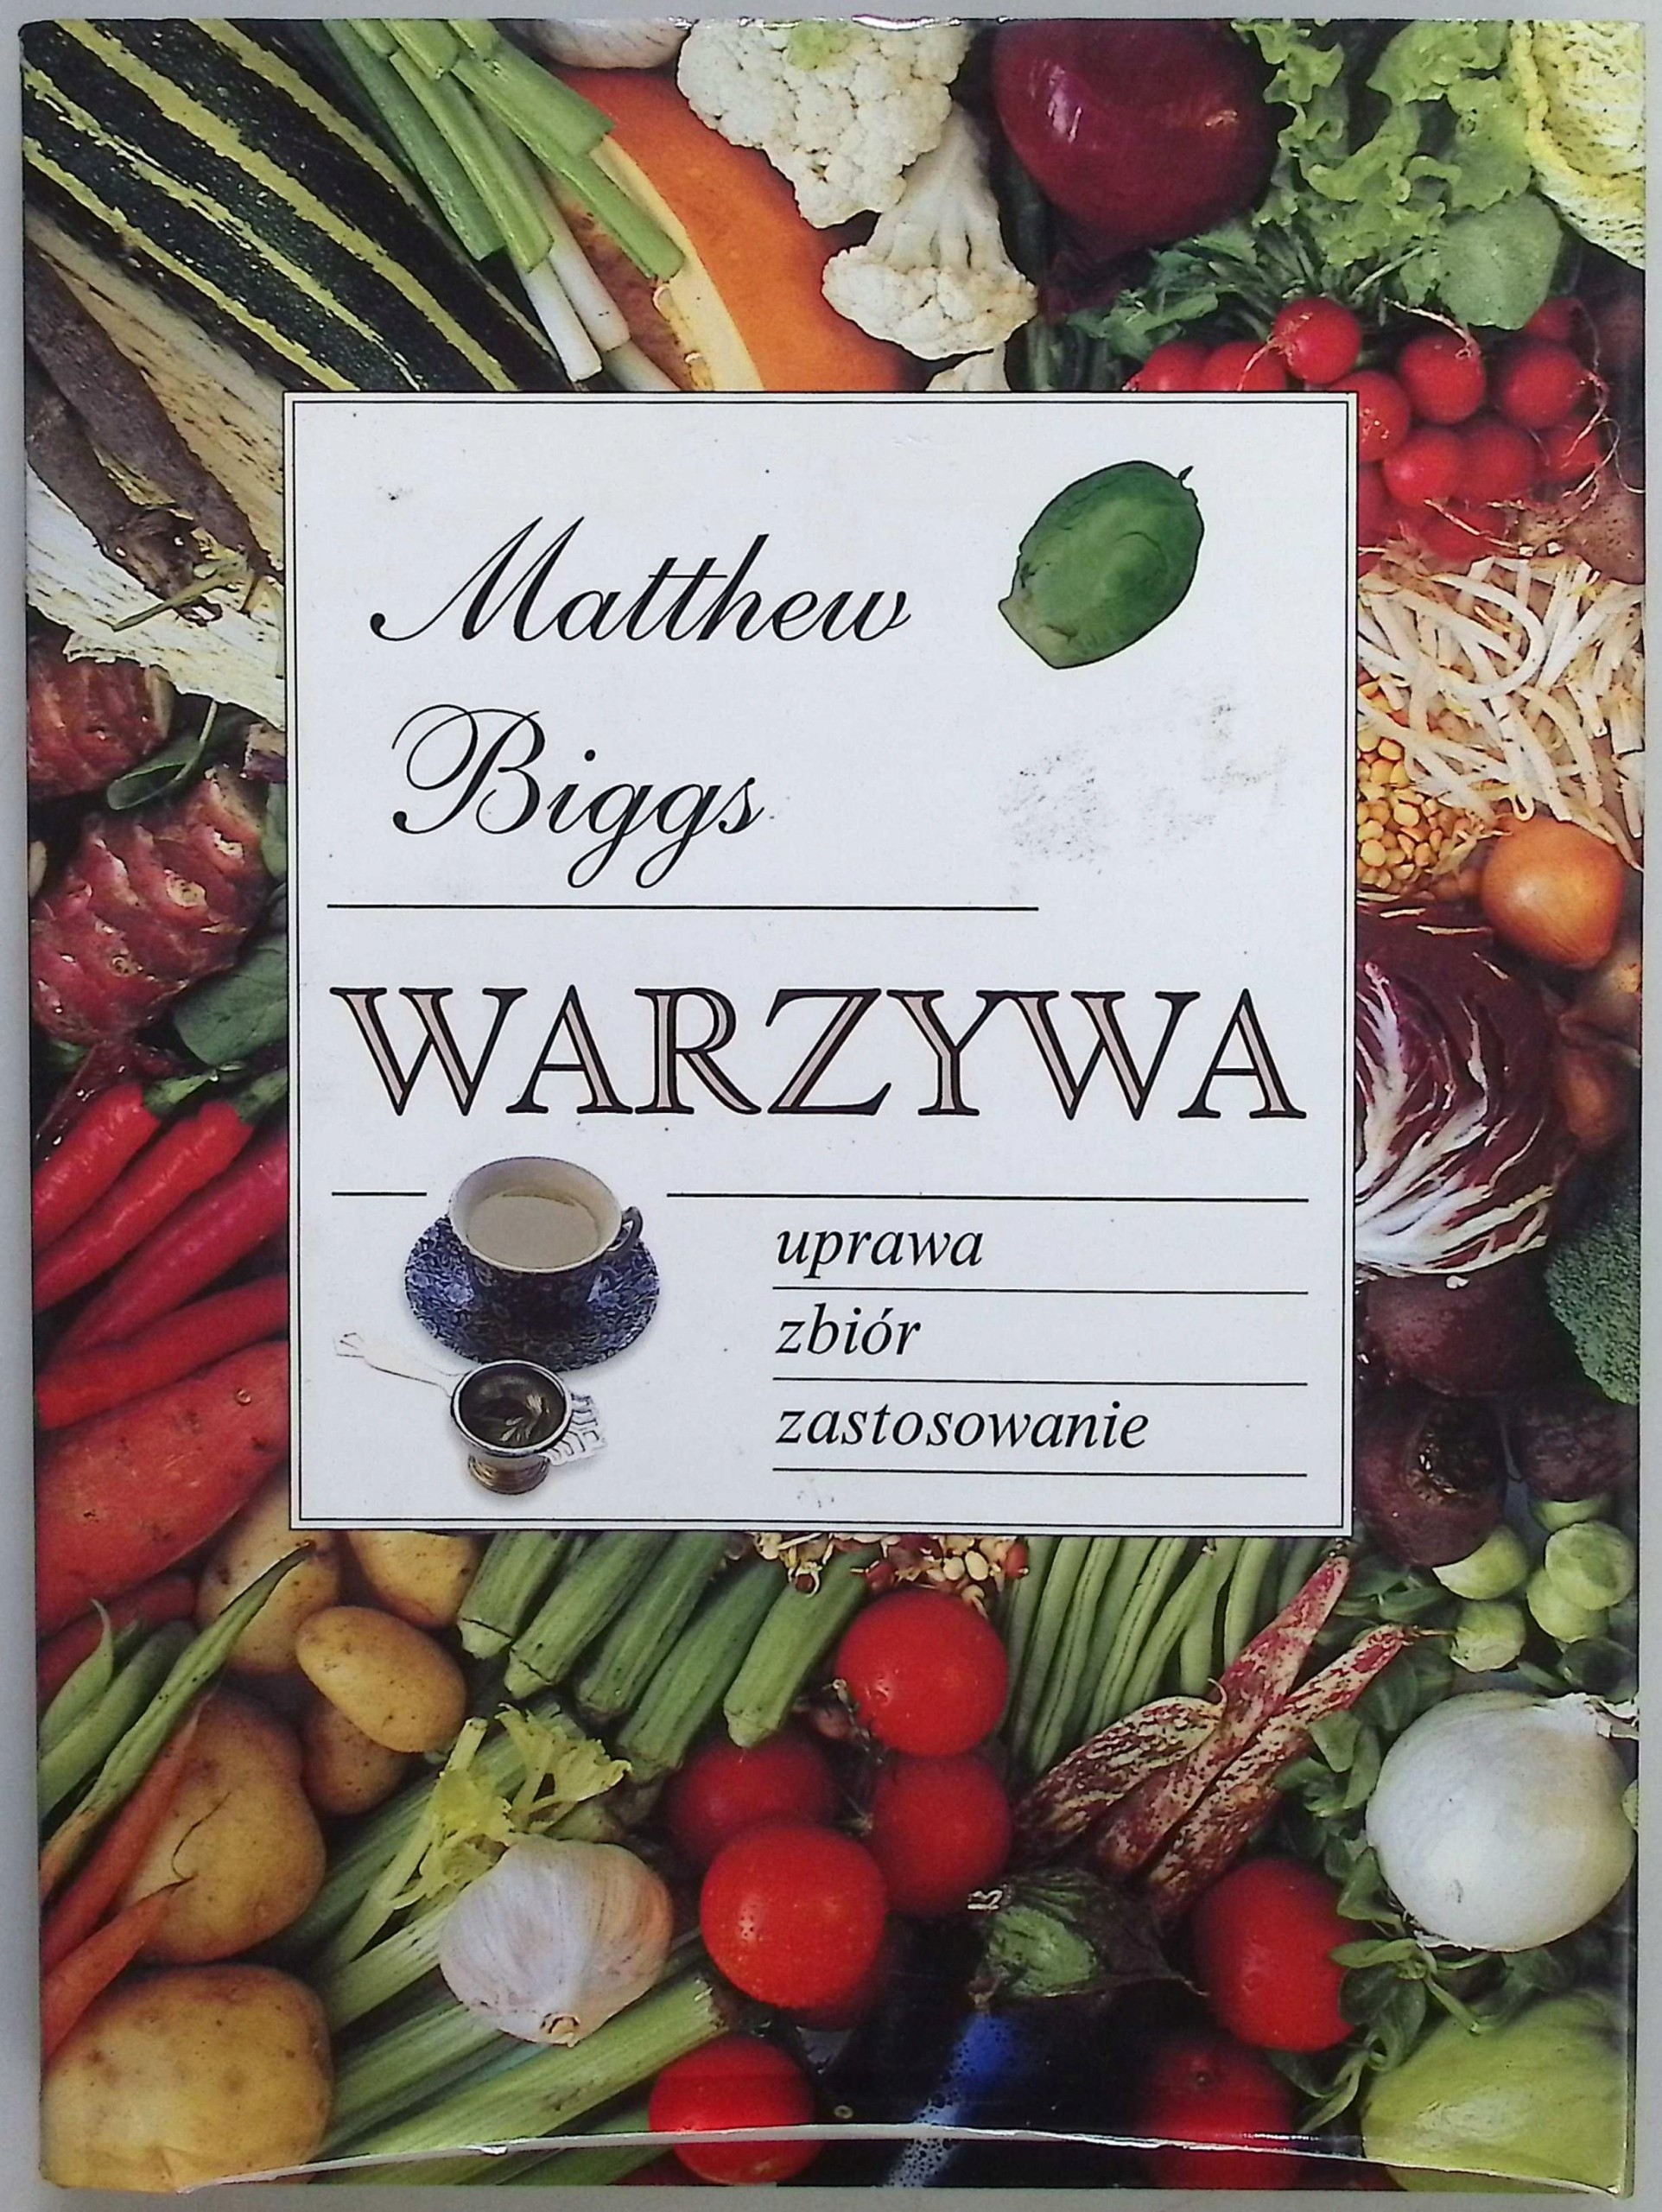 Matthew
Biggs
WARZYWA
uprawa
zbiór
zastosowanie